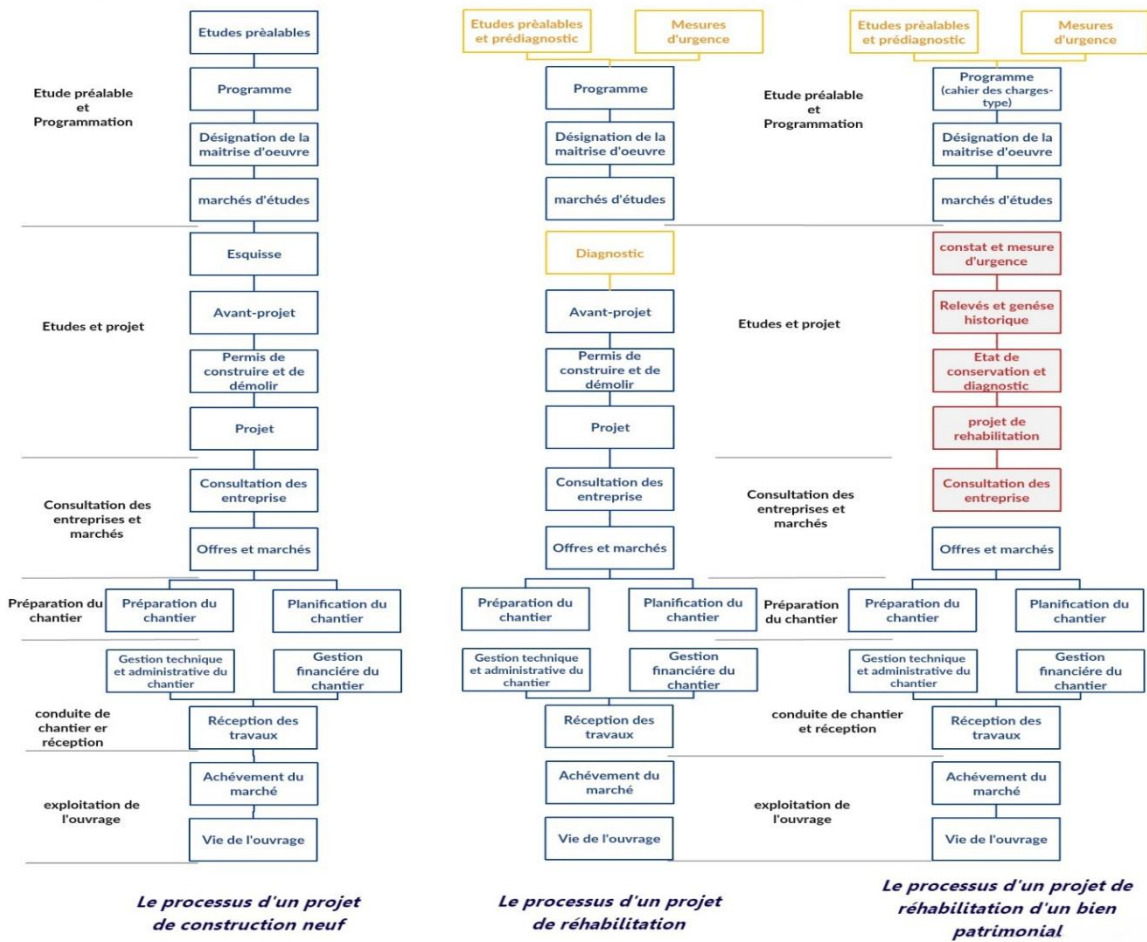 Etudes prèalables
Programme
Désignation de la
maitrise d'oeuvre
marchés d'études
Esquisse
Avant-projet
Permis de
construire et de
démolir
Projet
Consultation des
entreprise
Offres et marchés
Préparation du
chantier
Planification du
chantier
Gestion technique
et administrative du
chantier
Gestion
financiére du
chantier
Réception des
travaux
Achévement du
marché
Vie de l'ouvrage
Etude préalable
et
Programmation
Etudes et projet
Consultation des
entreprises et
marchés
Préparation du
chantier
conduite de
chantier er
réception
exploitation de
l'ouvrage
Le processus d'un projet
de construction neuf
Etudes prèalables
et prédiagnostic
Mesures
d'urgence
Programme
Désignation de la
maitrise d'oeuvre
marchés d'études
Diagnostic
Avant-projet
Permis de
construire et de
démolir
Projet
Consultation des
entreprise
Offres et marchés
Préparation du
chantier
Planification du
chantier
Gestion technique
et administrative du
chantier
Gestion
financiére du
chantier
Réception des
travaux
Achévement du
marché
Vie de l'ouvrage
Le processus d'un projet
de réhabilitation
Etude préalable
et
Programmation
Etudes et projet
Consultation des
entreprises et
marchés
Préparation
du chantier
conduite de chantier
et réception
exploitation de
l'ouvrage
Etudes prèalables
et prédiagnostic
Mesures
d'urgence
Programme
(cahier des charges-
type)
Désignation de la
maitrise d'oeuvre
marchés d'études
constat et mesure
d'urgence
Relevés et genése
historique
Etat de
conservation et
diagnostic
projet de
rehabilitation
Consultation des
entreprise
Offres et marchés
Préparation du
chantier
Planification du
chantier
Gestion technique
et administrative du
chantier
Gestion
financiére du
chantier
Réception des
travaux
Achévement du
marché
Vie de l'ouvrage
Le processus d'un projet de
réhabilitation d'un bien
patrimonial